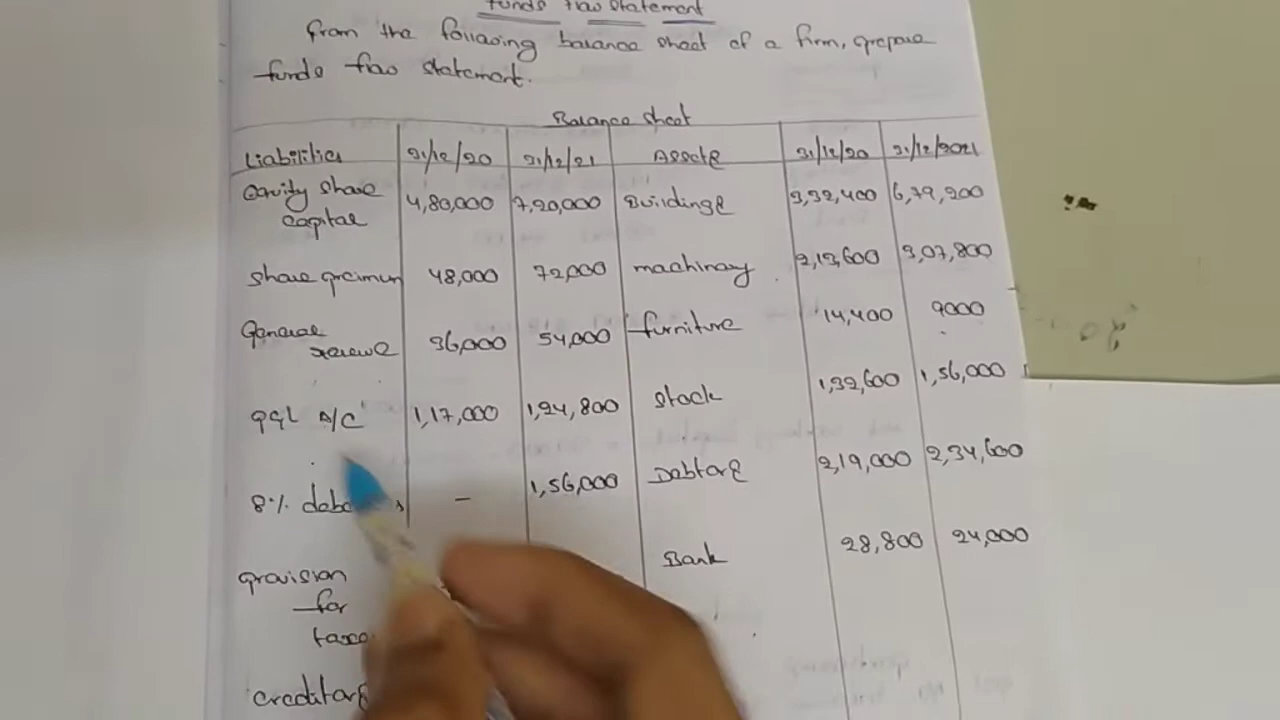 funds flow statement
from the following balance sheet of a firm, prepare
funds flow statement.
Balance sheet
Liabilities 31/12/20 31/12/21 Assets 31/12/20 31/12/2021
Equity share capital 4,80,000 7,20,000 Buildings 3,32,400 6,79,200
share premium 48,000 72,000 machinary 2,13,600 3,07,800
General reserve 36,000 54,000 furniture 14,400 9000
P&L A/C 1,17,000 1,24,800 stock 1,32,600 1,56,000
8% - 1,56,000 Debtors 2,19,000 2,34,600
provision for Bank 28,800 24,000
creditors